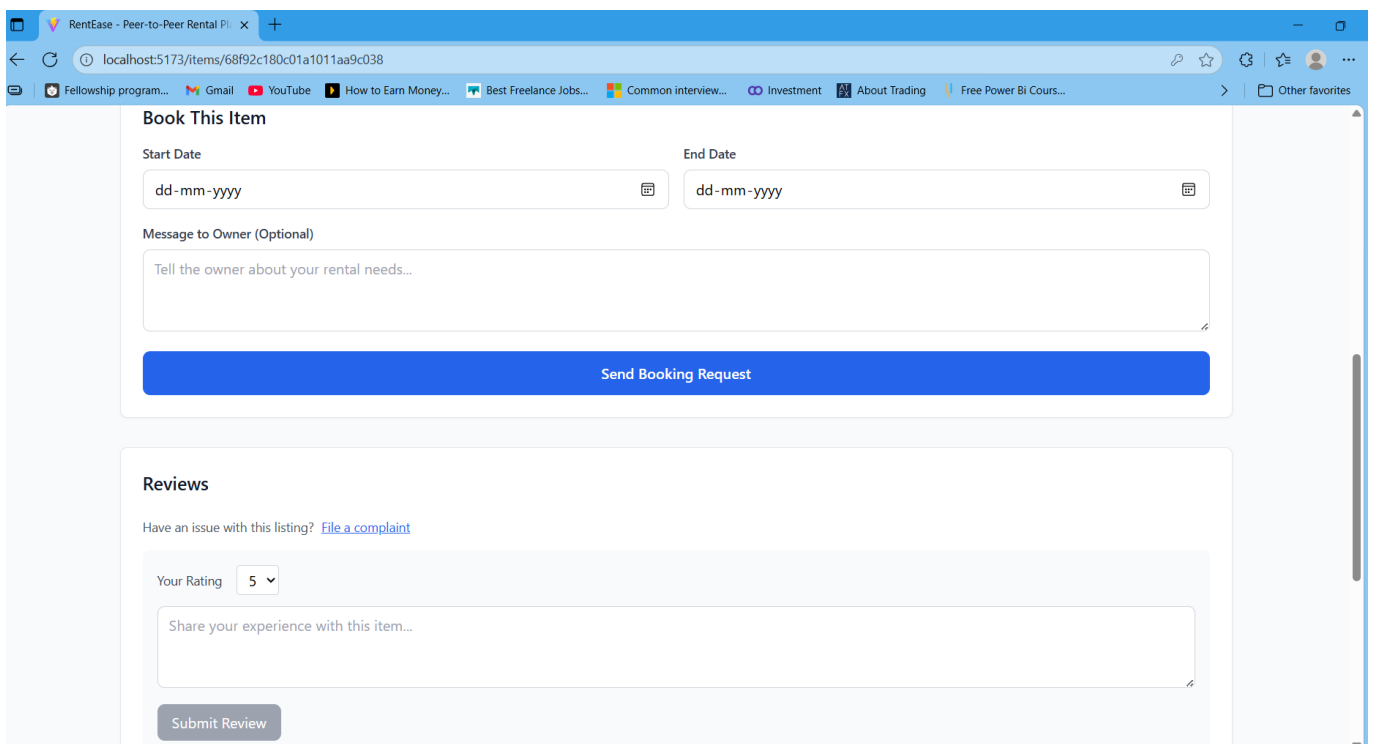 RentEase - Peer-to-Peer Rental Pl
localhost:5173/items/68f92c180c01a1011aa9c038
Fellowship program... Gmail YouTube How to Earn Money... Best Freelance Jobs... Common interview... Investment About Trading Free Power Bi Cours... Other favorites
Book This Item
Start Date End Date
dd-mm-yyyy dd-mm-yyyy
Message to Owner (Optional)
Tell the owner about your rental needs...
Send Booking Request
Reviews
Have an issue with this listing? File a complaint
Your Rating 5
Share your experience with this item...
Submit Review